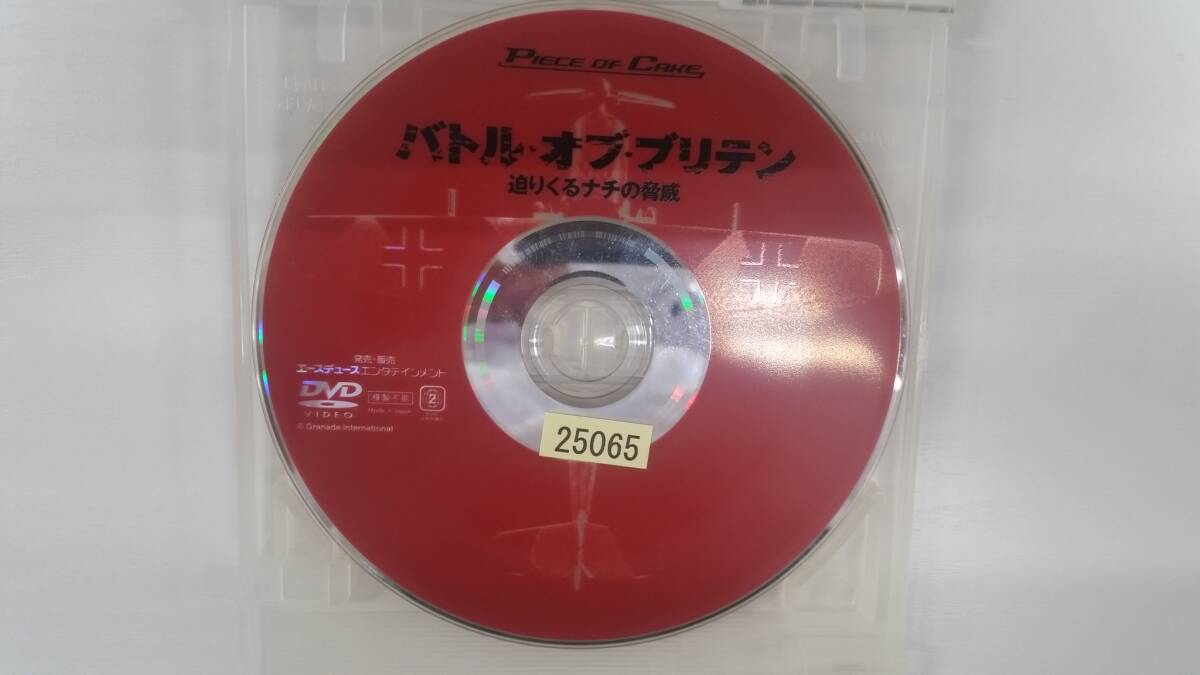 PIECE OF CAKE
バトル・オブ・ブリテン
迫りくるナチの脅威
発売・販売
エースデュースエンタテインメント
DVD
VIDEO
複製不能
Made in Japan
2
© Granada International
25065